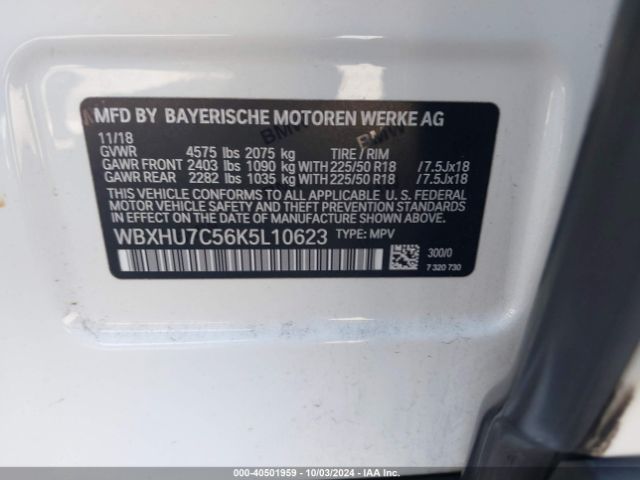 MFD BY BAYERISCHE MOTOREN WERKE AG
11/18
GVWR 4575 lbs 2075 kg TIRE / RIM
GAWR FRONT 2403 lbs 1090 kg WITH 225/50 R18 /7.5Jx18
GAWR REAR 2282 lbs 1035 kg WITH 225/50 R18 /7.5Jx18
THIS VEHICLE CONFORMS TO ALL APPLICABLE U. S. FEDERAL
MOTOR VEHICLE SAFETY AND THEFT PREVENTION STANDARDS
IN EFFECT ON THE DATE OF MANUFACTURE SHOWN ABOVE.
WBXHU7C56K5L10623 TYPE: MPV
300/0
7 320 730
000-40501959 - 10/03/2024 - IAA Inc.